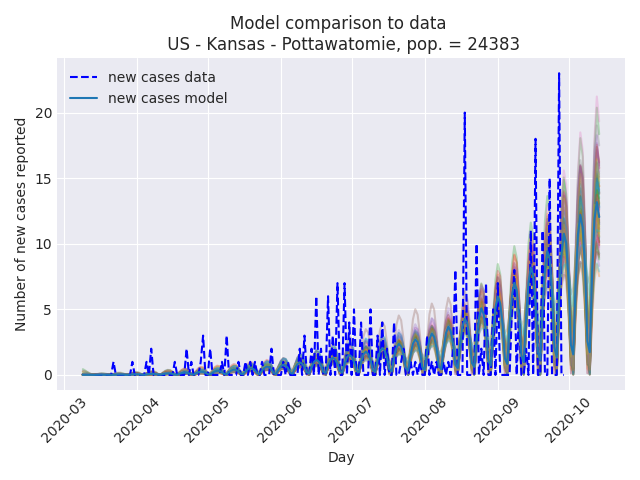 Model comparison to data
US - Kansas - Pottawatomie, pop. = 24383
new cases data
new cases model
Number of new cases reported
20
15
10
5
0
2020-03
2020-04
2020-05
2020-06
2020-07
2020-08
2020-09
2020-10
Day